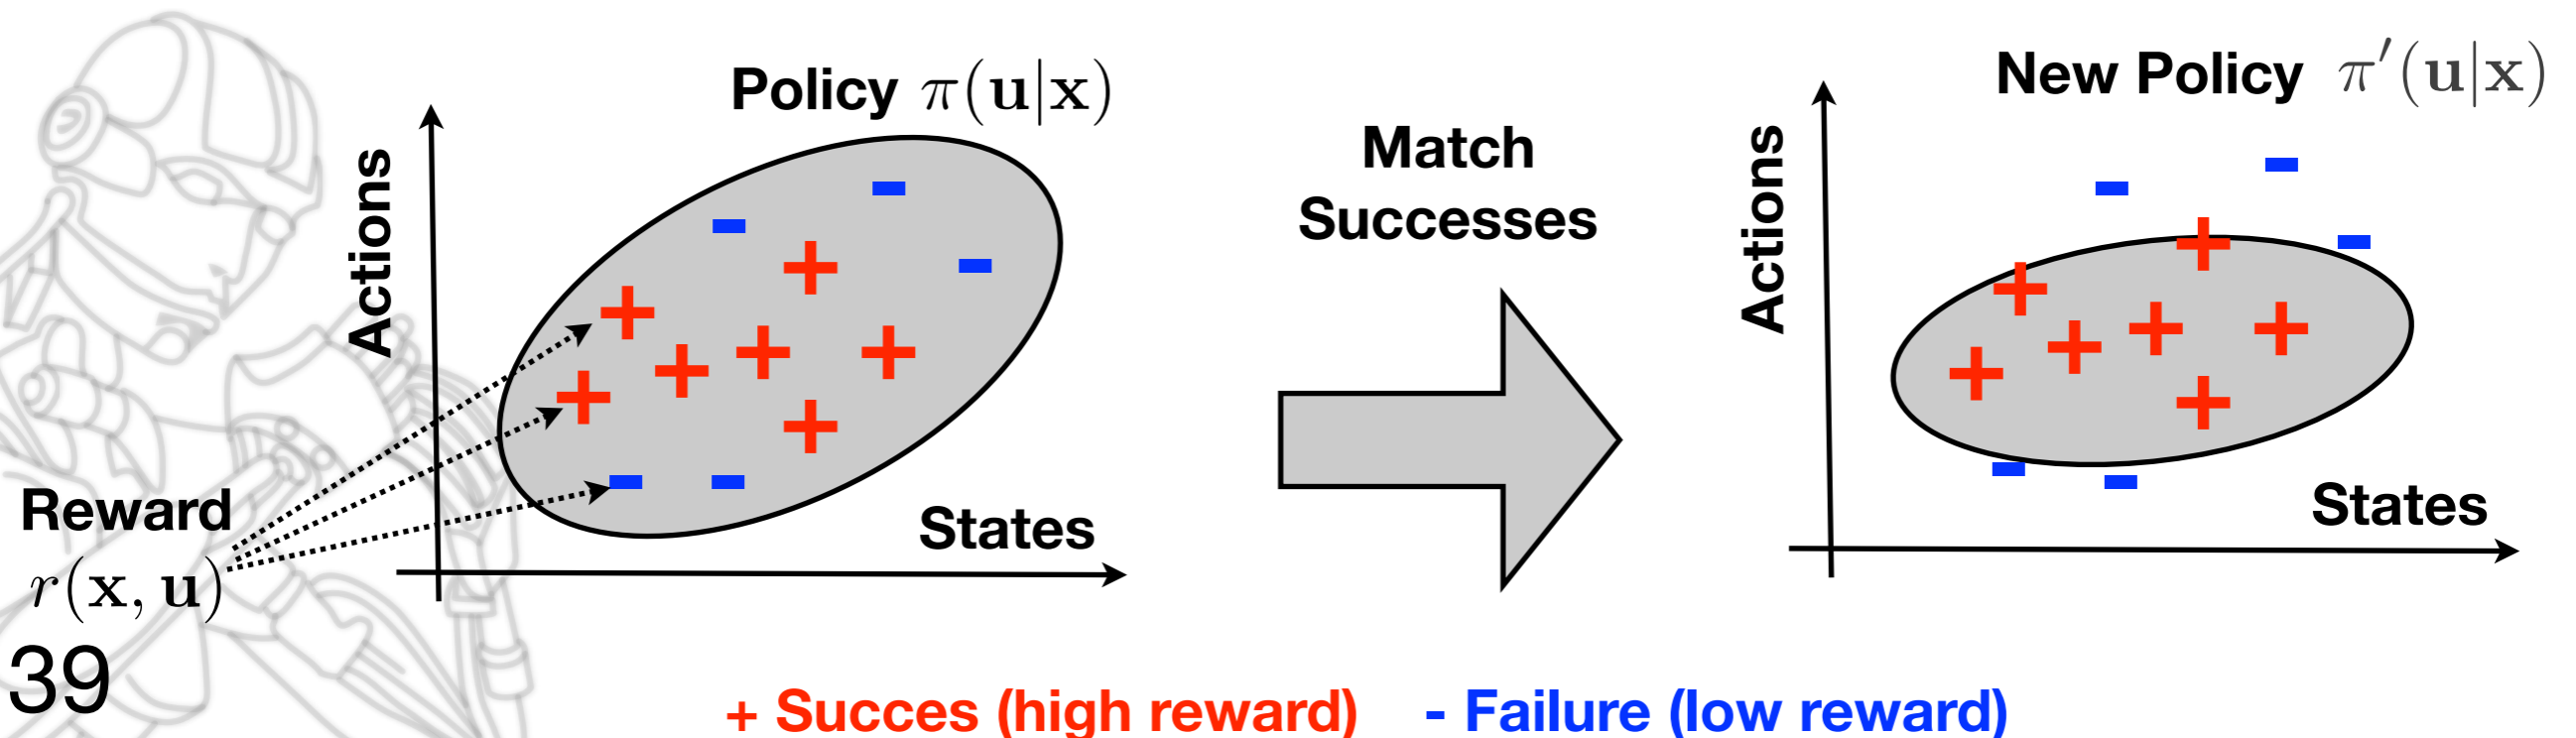 Policy π(u|x)
Actions
States
Reward
r(x, u)
39
Match
Successes
New Policy π′(u|x)
Actions
States
+ Succes (high reward) - Failure (low reward)